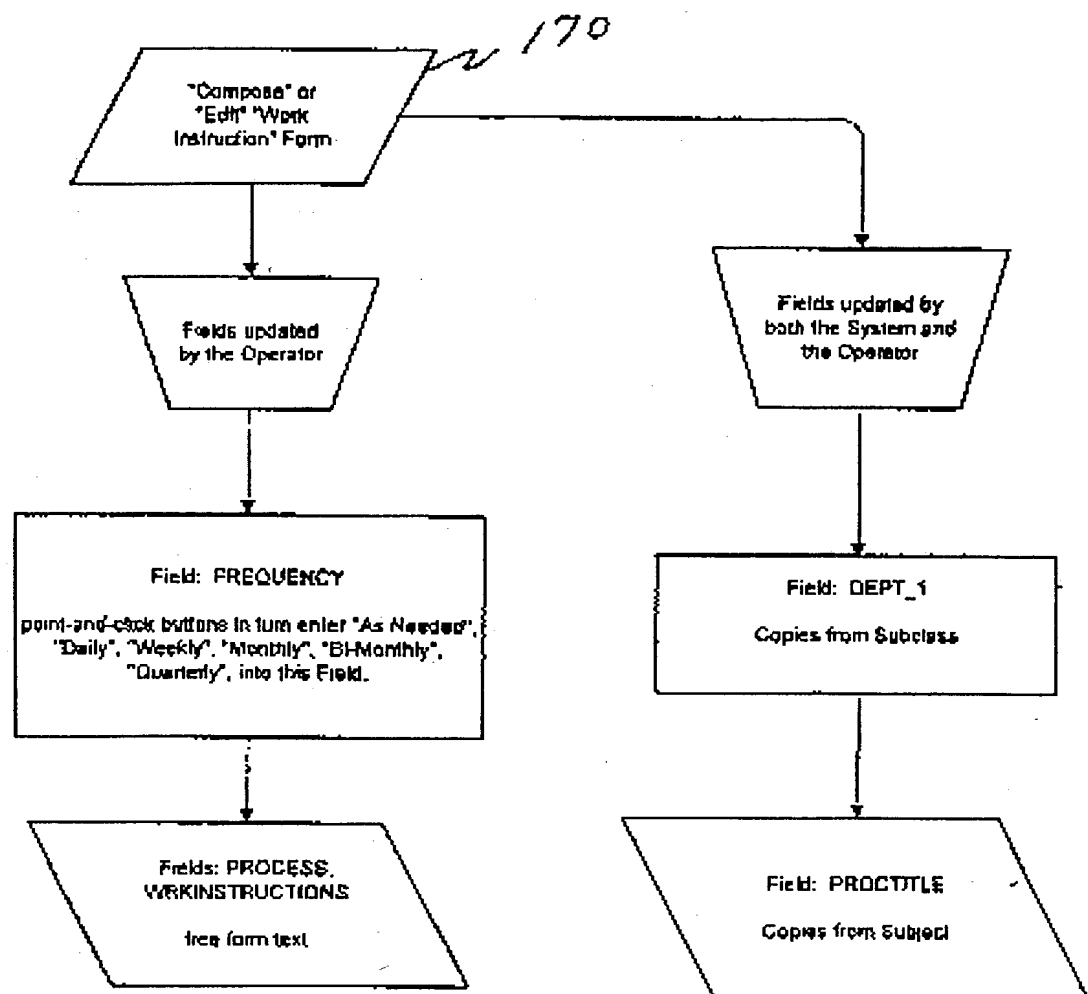 170
"Compose" or
"Edit" "Work
Instruction" Form
Fields updated
by the Operator
Fields updated by
both the System and
the Operator
Field: FREQUENCY
point-and-click buttons in turn enter "As Needed",
"Daily", "Weekly", "Monthly", "Bi-Monthly",
"Quarterly", into this Field.
Field: DEPT_1
Copies from Subclass
Fields: PROCESS,
WRKINSTRUCTIONS
free form text
Field: PROCTITLE
Copies from Subject